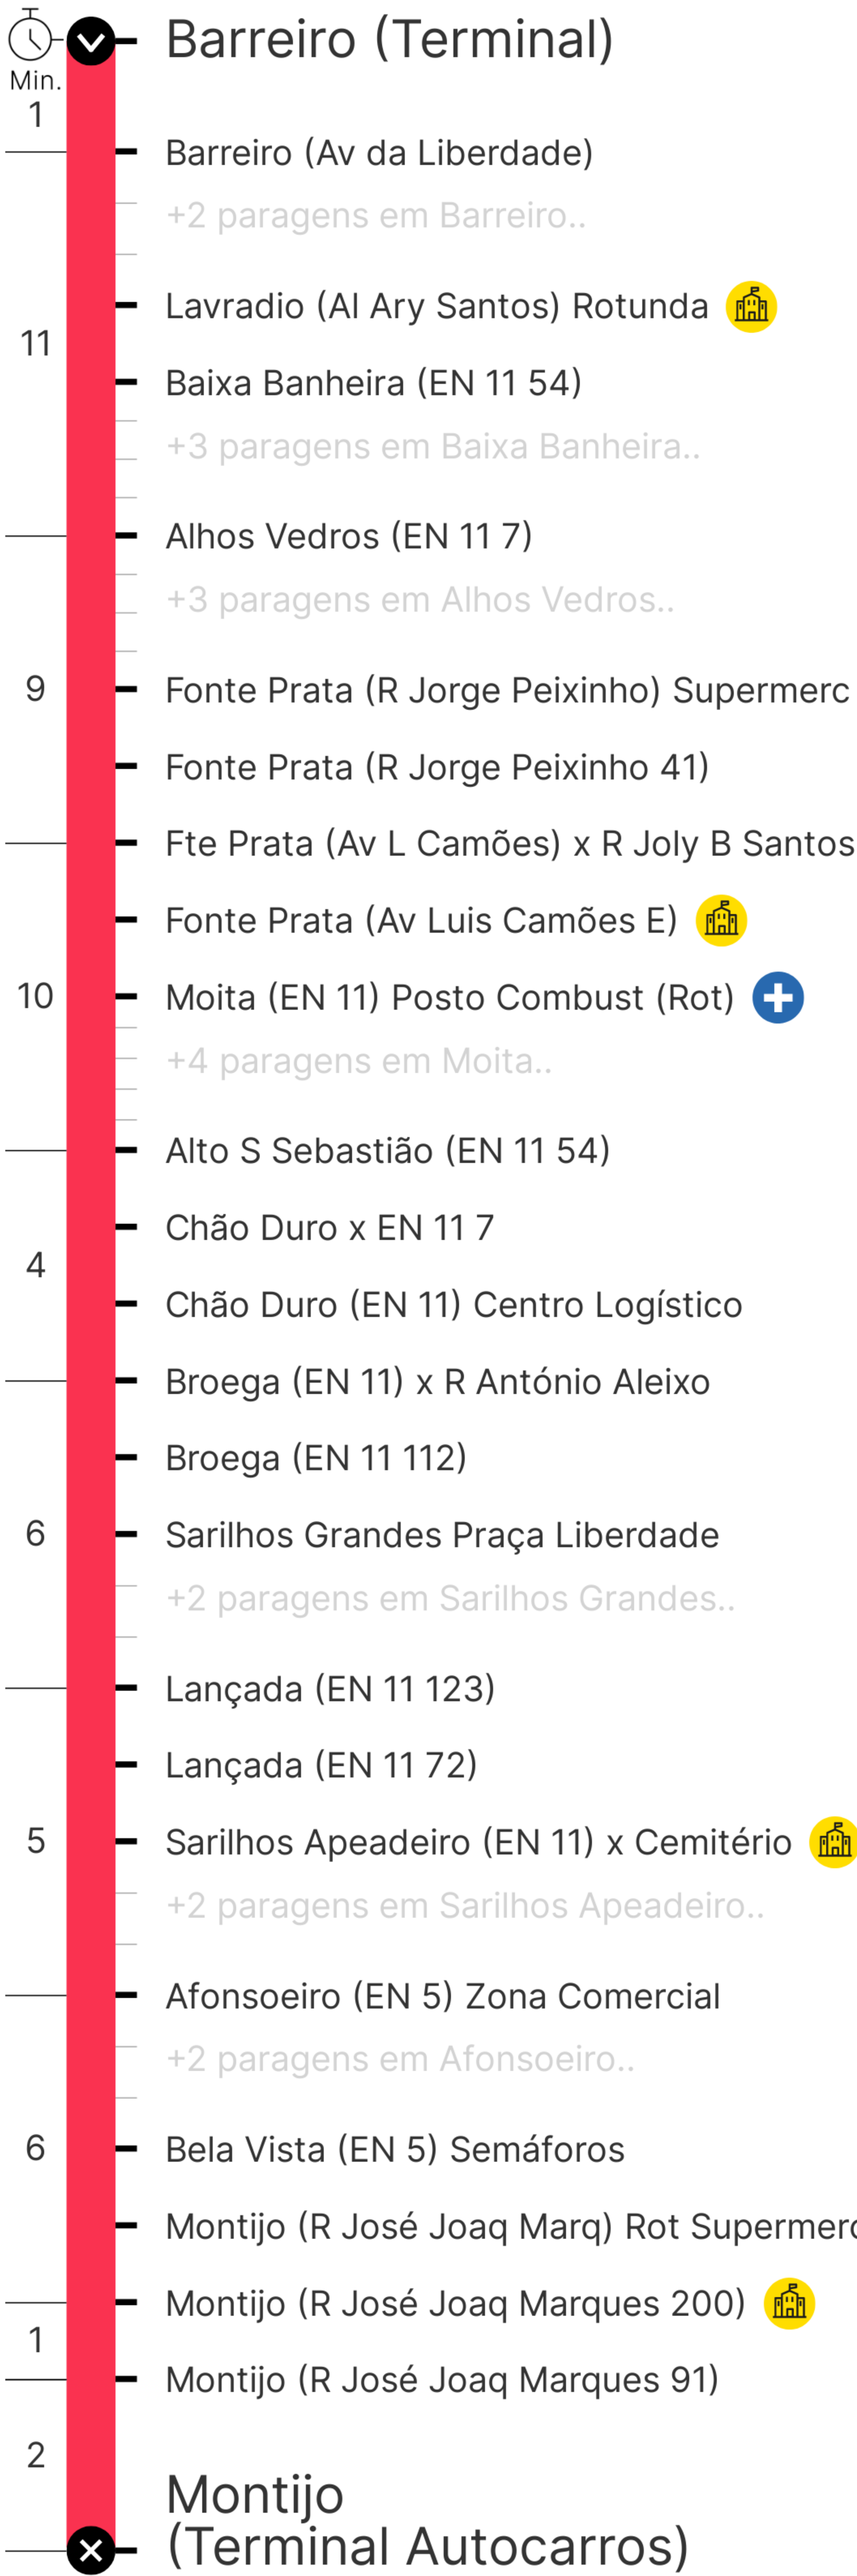 Barreiro (Terminal)
Min.
1
Barreiro (Av da Liberdade)
+2 paragens em Barreiro..
Lavradio (Al Ary Santos) Rotunda
11
Baixa Banheira (EN 11 54)
+3 paragens em Baixa Banheira..
Alhos Vedros (EN 11 7)
+3 paragens em Alhos Vedros..
9
Fonte Prata (R Jorge Peixinho) Supermerc
Fonte Prata (R Jorge Peixinho 41)
Fte Prata (Av L Camões) x R Joly B Santos
Fonte Prata (Av Luis Camões E)
10
Moita (EN 11) Posto Combust (Rot)
+4 paragens em Moita..
Alto S Sebastião (EN 11 54)
Chão Duro x EN 11 7
4
Chão Duro (EN 11) Centro Logístico
Broega (EN 11) x R António Aleixo
Broega (EN 11 112)
6
Sarilhos Grandes Praça Liberdade
+2 paragens em Sarilhos Grandes..
Lançada (EN 11 123)
Lançada (EN 11 72)
5
Sarilhos Apeadeiro (EN 11) x Cemitério
+2 paragens em Sarilhos Apeadeiro..
Afonsoeiro (EN 5) Zona Comercial
+2 paragens em Afonsoeiro..
6
Bela Vista (EN 5) Semáforos
Montijo (R José Joaq Marq) Rot Supermerc
Montijo (R José Joaq Marques 200)
1
Montijo (R José Joaq Marques 91)
2
Montijo
(Terminal Autocarros)